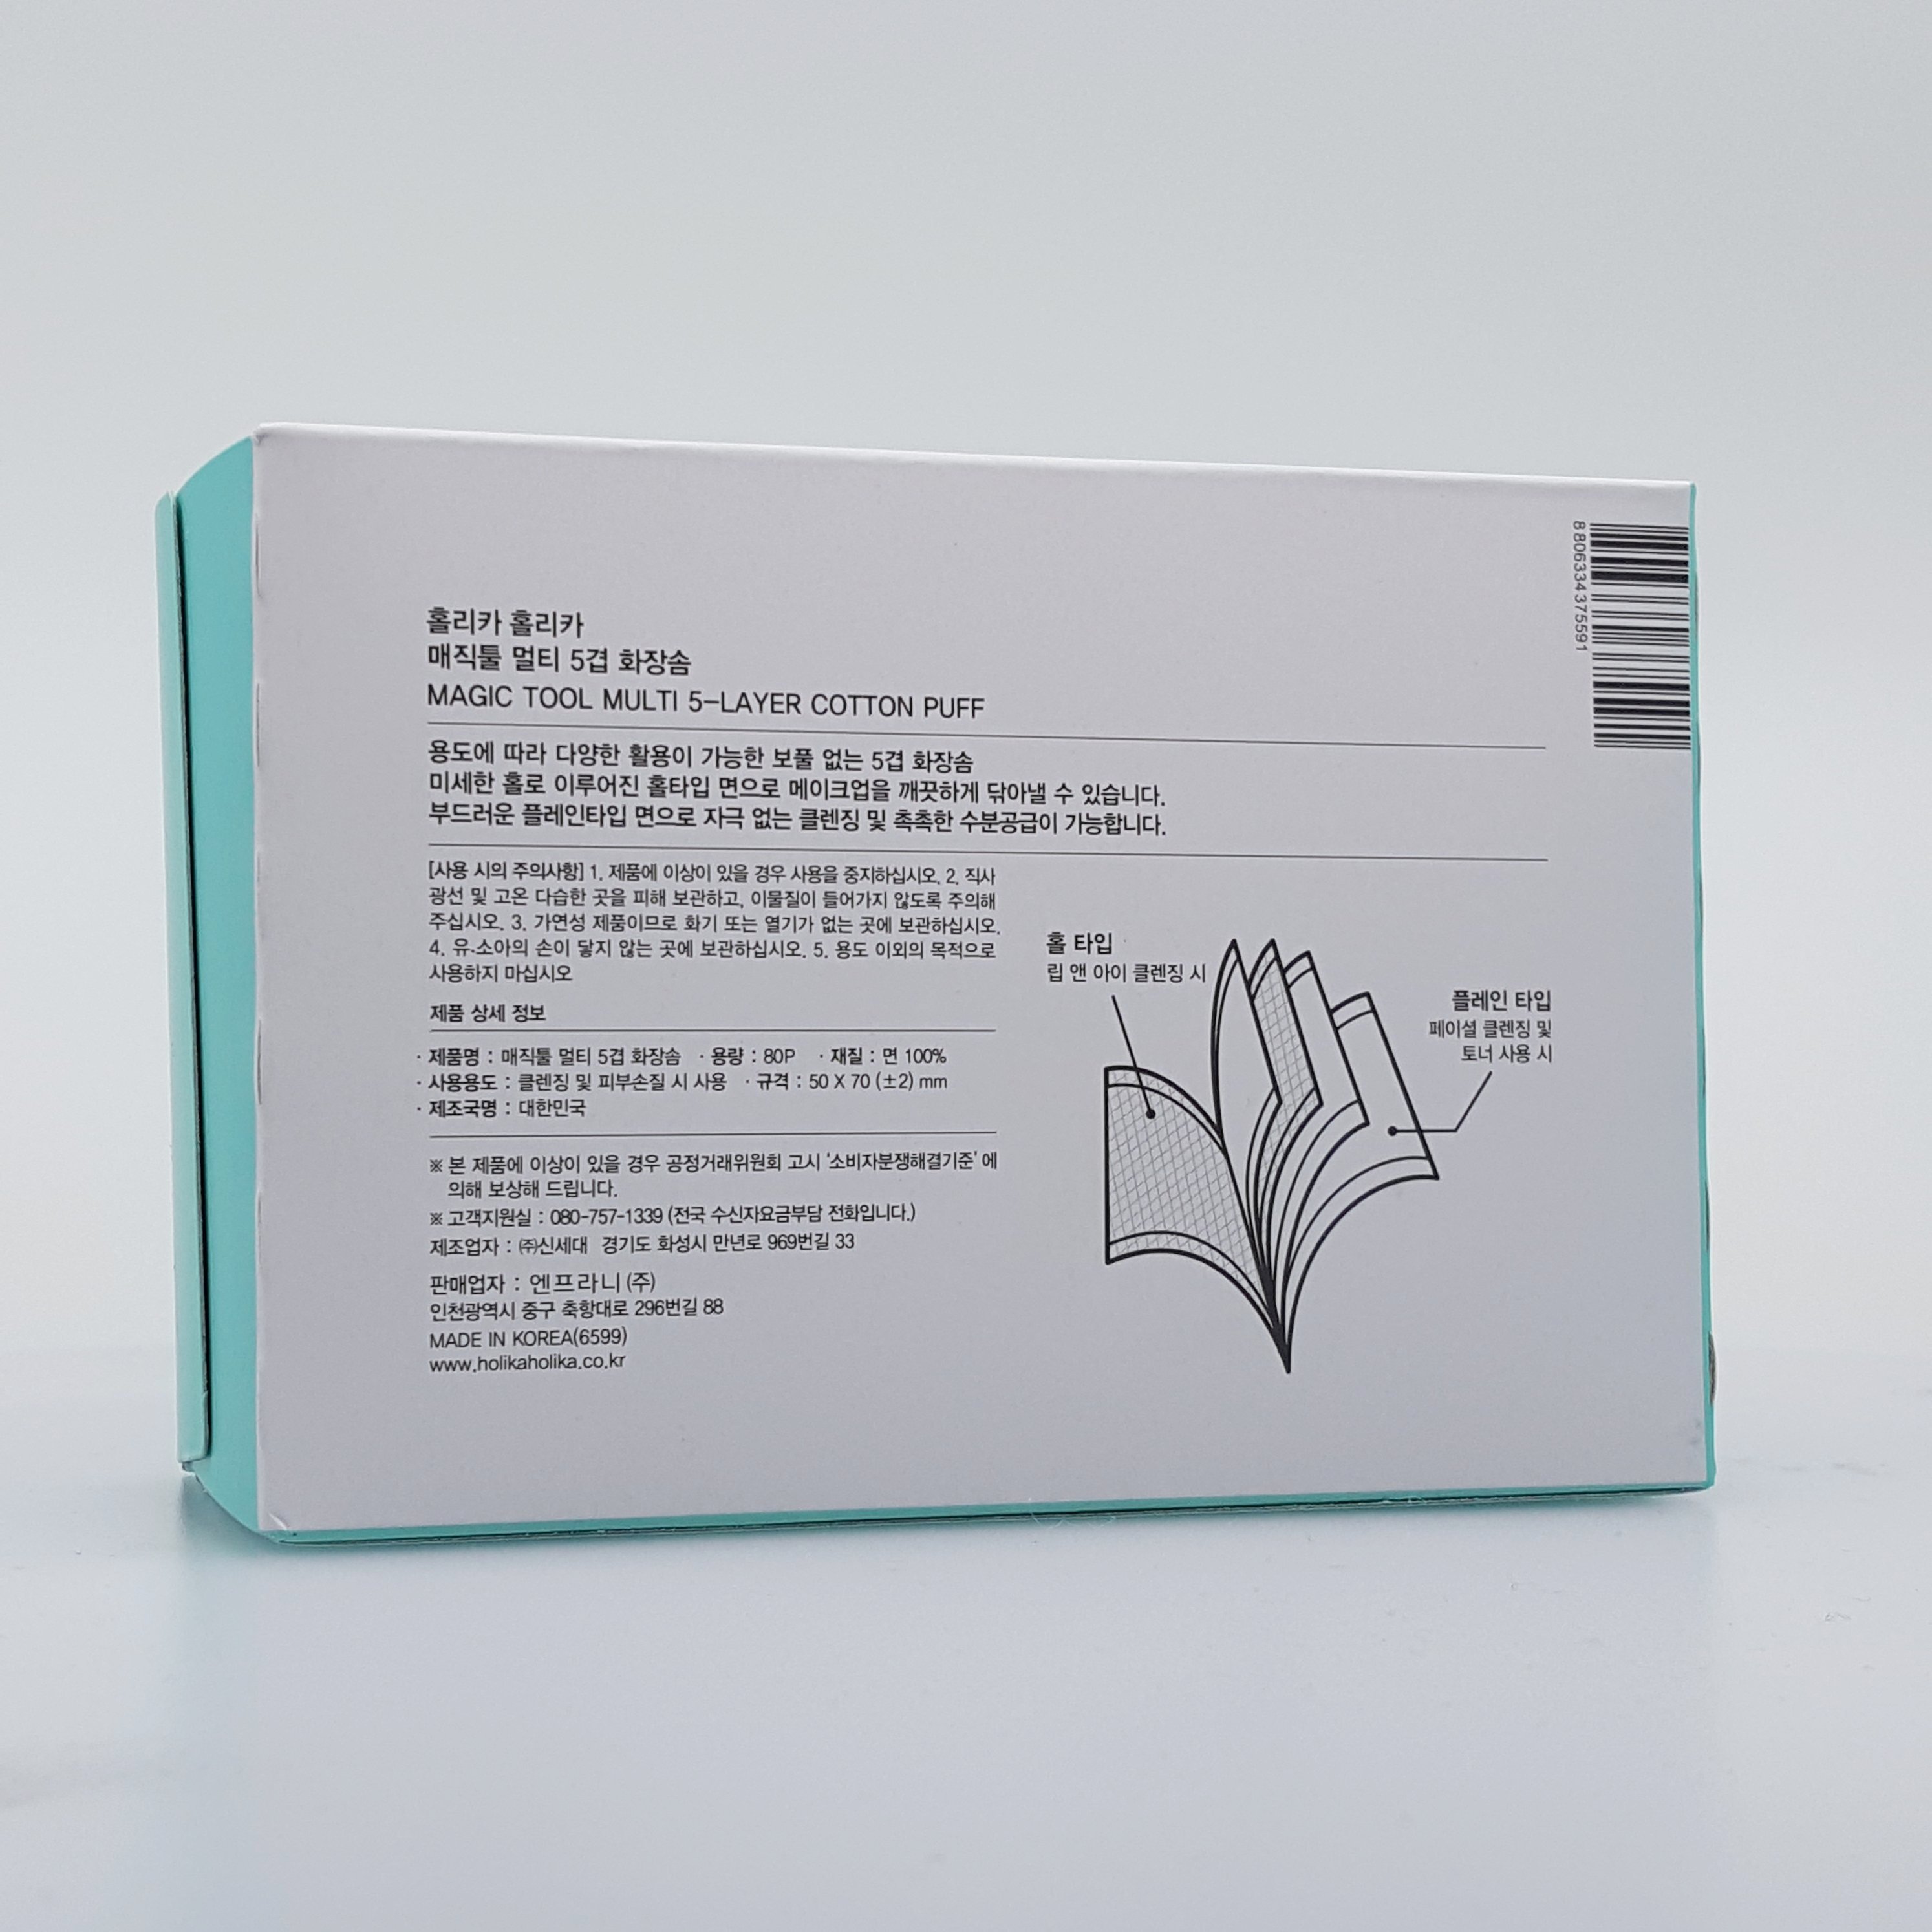 홀리카 홀리카
매직툴 멀티 5겹 화장솜
MAGIC TOOL MULTI 5-LAYER COTTON PUFF
용도에 따라 다양한 활용이 가능한 보풀 없는 5겹 화장솜
미세한 홀로 이루어진 홀타입 면으로 메이크업을 깨끗하게 닦아낼 수 있습니다.
부드러운 플레인타입 면으로 자극 없는 클렌징 및 촉촉한 수분공급이 가능합니다.
[사용 시의 주의사항] 1. 제품에 이상이 있을 경우 사용을 중지하십시오. 2. 직사
광선 및 고온 다습한 곳을 피해 보관하고, 이물질이 들어가지 않도록 주의해
주십시오. 3. 가연성 제품이므로 화기 또는 열기가 없는 곳에 보관하십시오.
4. 유·소아의 손이 닿지 않는 곳에 보관하십시오. 5. 용도 이외의 목적으로
사용하지 마십시오
제품 상세 정보
· 제품명 : 매직툴 멀티 5겹 화장솜 · 용량 : 80P · 재질 : 면 100%
· 사용용도 : 클렌징 및 피부손질 시 사용 · 규격 : 50 X 70 (±2) mm
· 제조국명 : 대한민국
※ 본 제품에 이상이 있을 경우 공정거래위원회 고시 '소비자분쟁해결기준' 에
의해 보상해 드립니다.
※ 고객지원실 : 080-757-1339 (전국 수신자요금부담 전화입니다.)
제조업자 : ㈜신세대 경기도 화성시 만년로 969번길 33
판매업자 : 엔프라니 (주)
인천광역시 중구 축항대로 296번길 88
MADE IN KOREA(6599)
www.holikaholika.co.kr
홀 타입
립 앤 아이 클렌징 시
플레인 타입
페이셜 클렌징 및
토너 사용 시
8 806334 375591